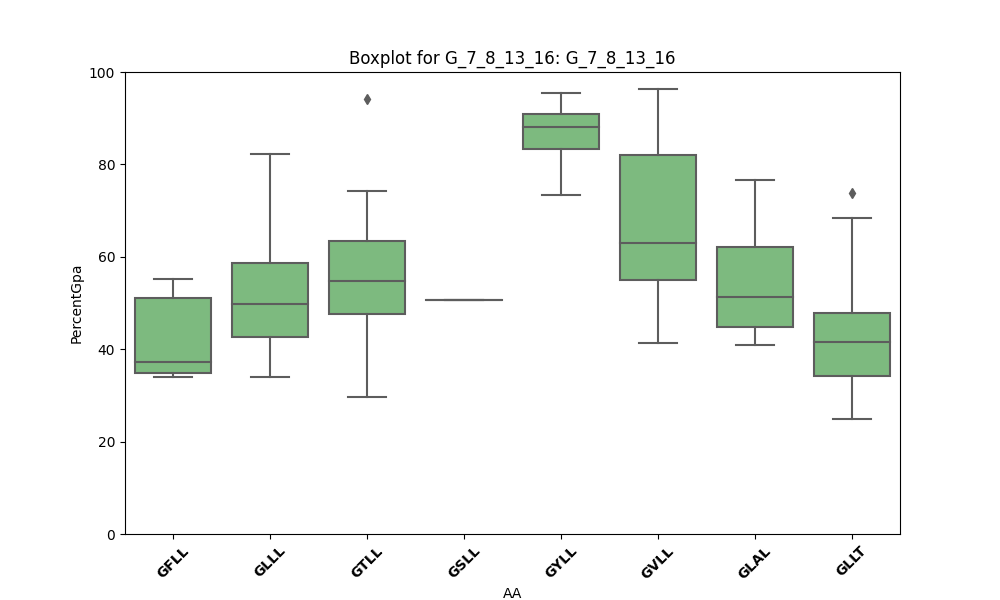 Boxplot for G_7_8_13_16: G_7_8_13_16
100
80
60
40
20
0
PercentGpa
GFLL
GLLL
GTLL
GSLL
GYLL
GVLL
GLAL
GLLT
AA